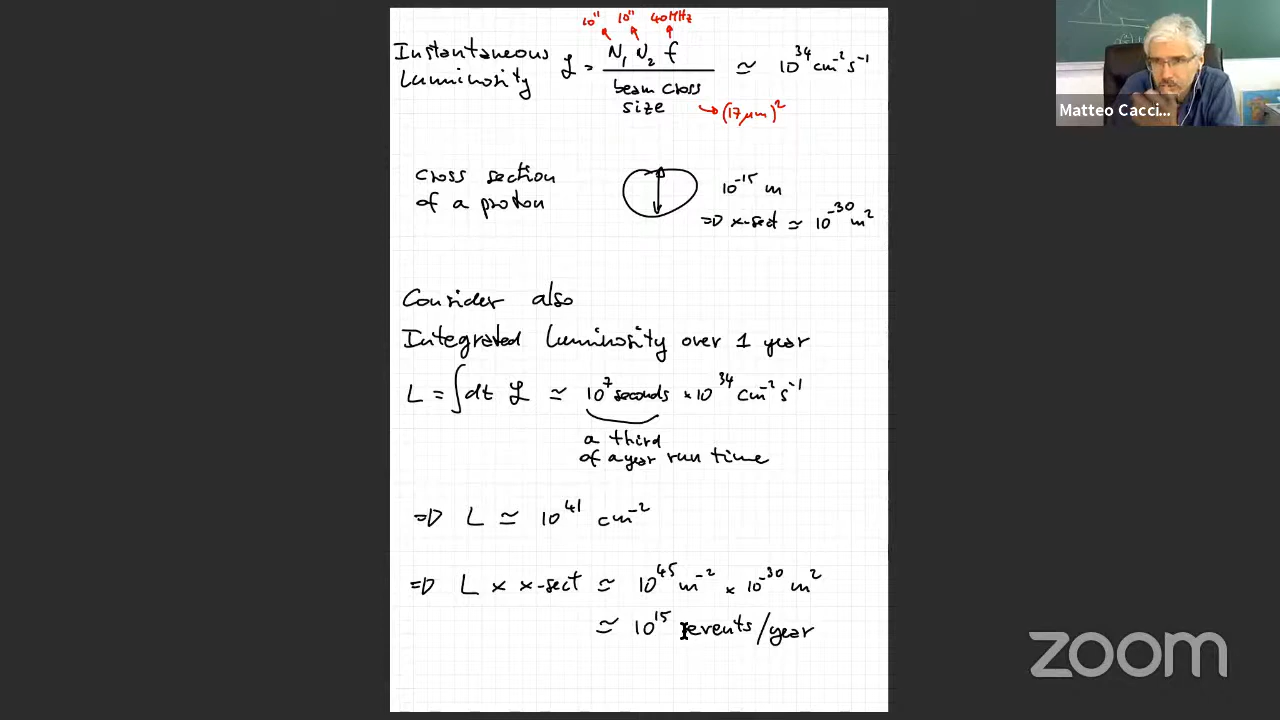 10¹¹ 10¹¹ 40MHz
Instantaneous luminosity ℒ = N₁ N₂ f / beam cross size ≃ 10³⁴ cm⁻² s⁻¹
→ (17 μm)²
Matteo Cacci...
cross section
of a proton
10⁻¹⁵ m
=D x-sect ≃ 10⁻³⁰ m²
Consider also
Integrated luminosity over 1 year
L = ∫dt ℒ ≃ 10⁷ seconds × 10³⁴ cm⁻² s⁻¹
a third
of a year run time
=D L ≃ 10⁴¹ cm⁻²
=D L × x-sect ≃ 10⁴⁵ m⁻² × 10⁻³⁰ m²
≃ 10¹⁵ events/year
zoom